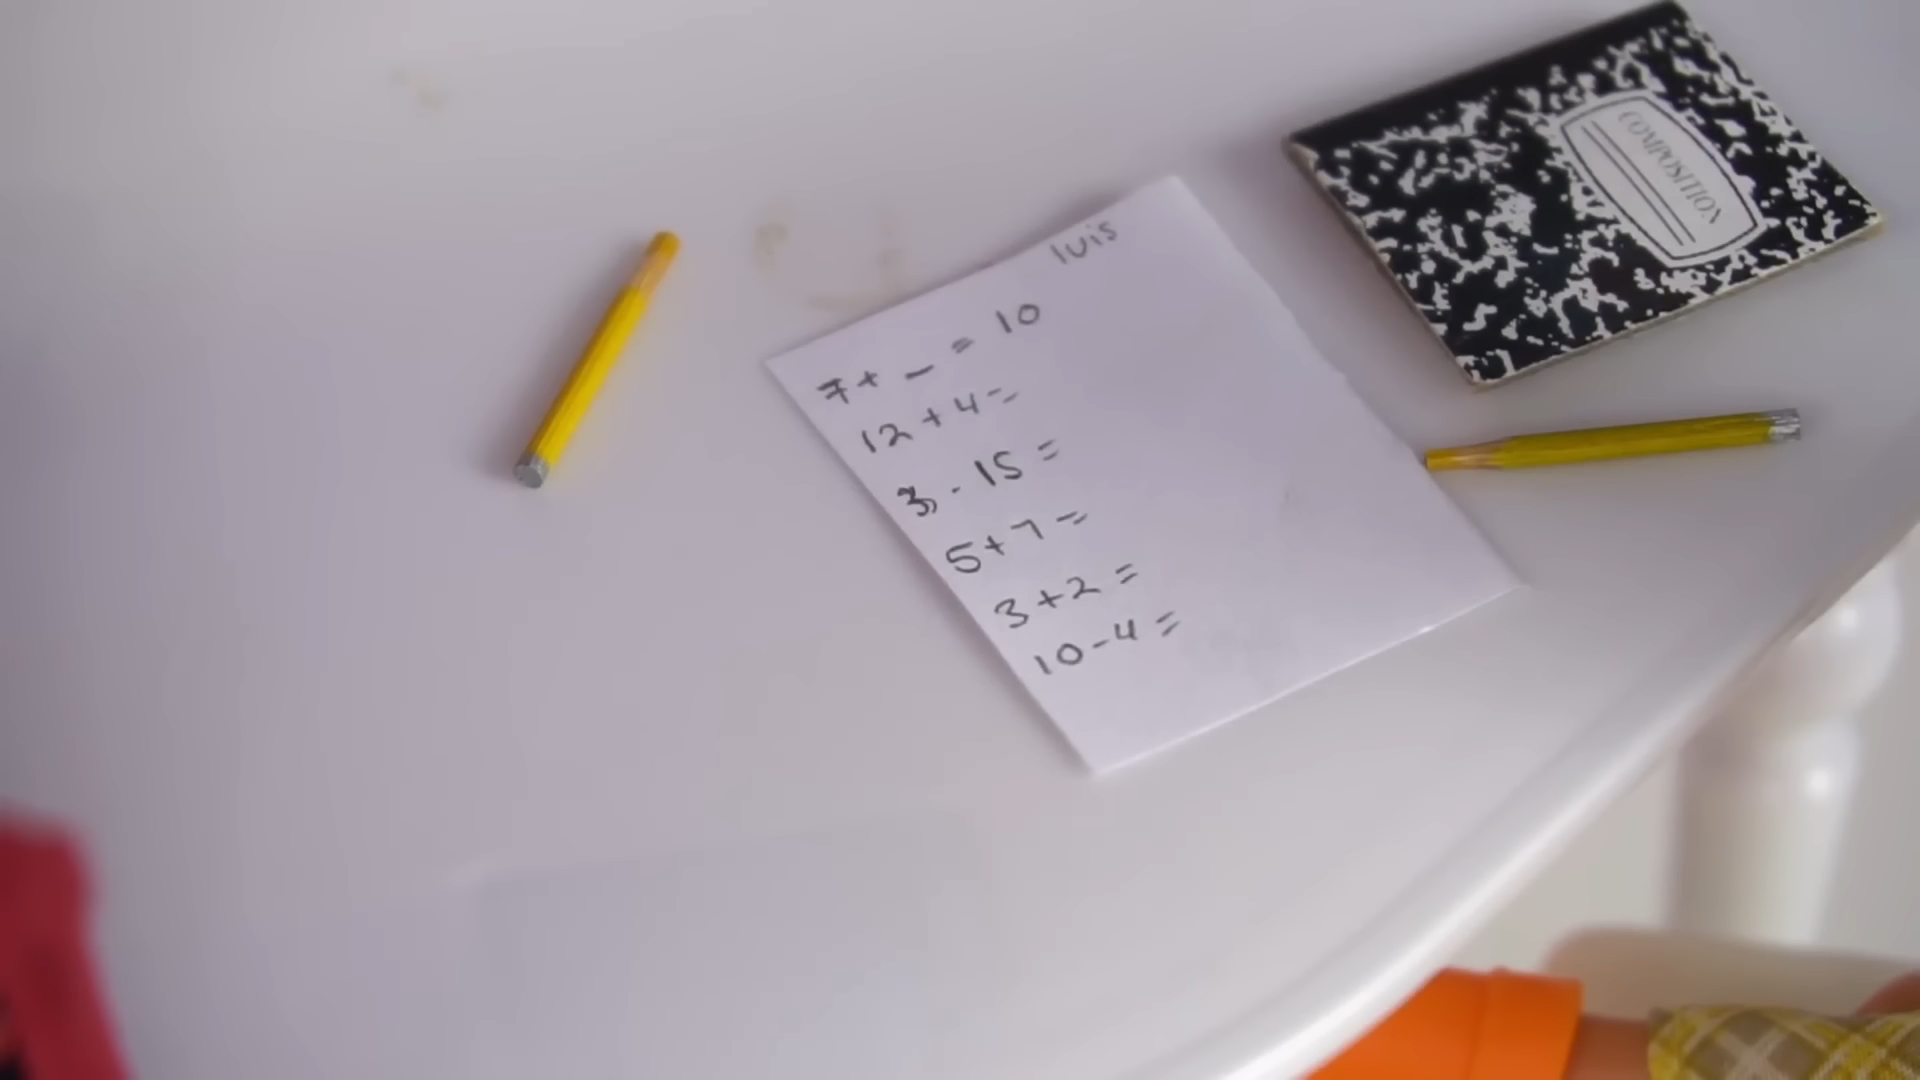 luis
7 + _ = 10
12 + 4 =
3 - 15 =
5 + 7 =
3 + 2 =
10 - 4 =
COMPOSITION